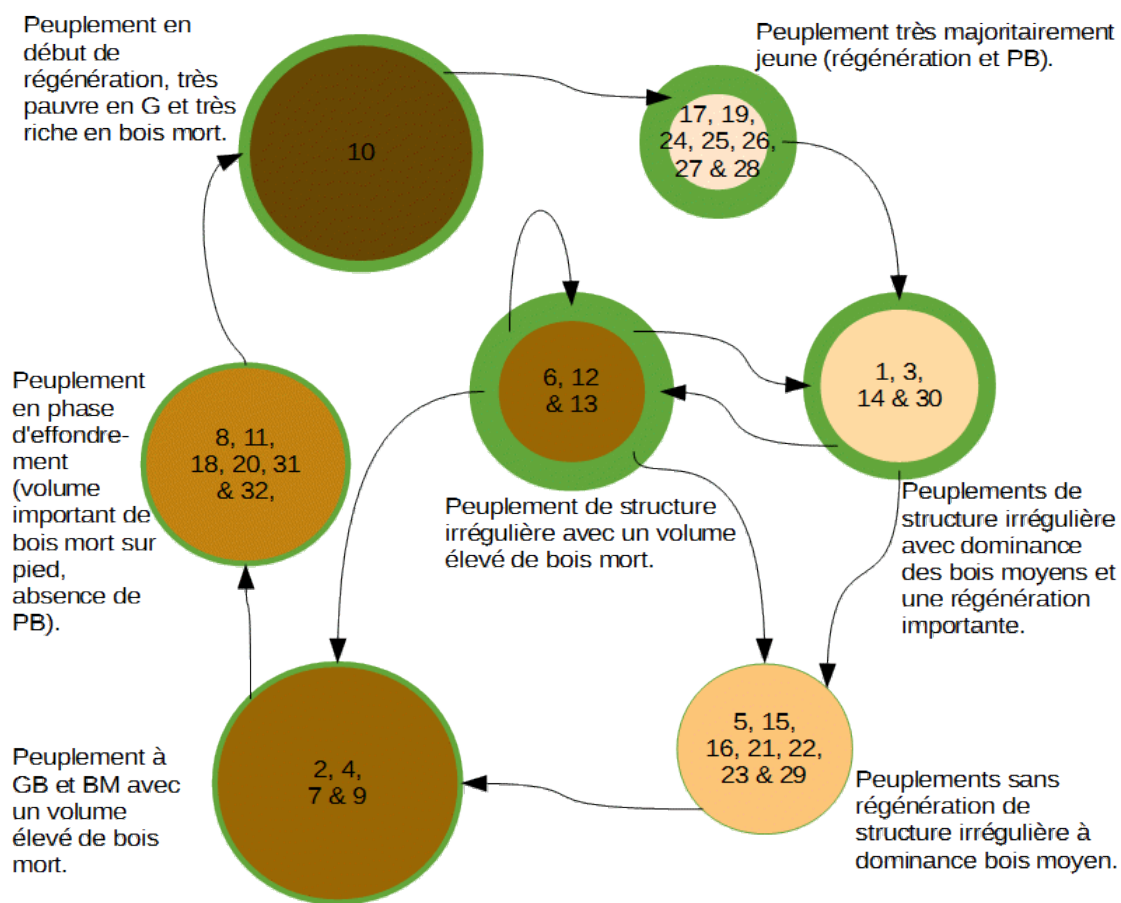 Peuplement en
début de
régénération, très
pauvre en G et très
riche en bois mort.
10
Peuplement très majoritairement
jeune (régénération et PB).
17, 19,
24, 25, 26,
27 & 28
Peuplement
en phase
d'effondre-
ment
(volume
important de
bois mort sur
pied,
absence de
PB).
8, 11,
18, 20, 31
& 32,
6, 12
& 13
Peuplement de structure
irrégulière avec un volume
élevé de bois mort.
1, 3,
14 & 30
Peuplements de
structure irrégulière
avec dominance
des bois moyens et
une régénération
importante.
Peuplement à
GB et BM avec
un volume
élevé de bois
mort.
2, 4,
7 & 9
5, 15,
16, 21, 22,
23 & 29
Peuplements sans
régénération de
structure irrégulière à
dominance bois moyen.